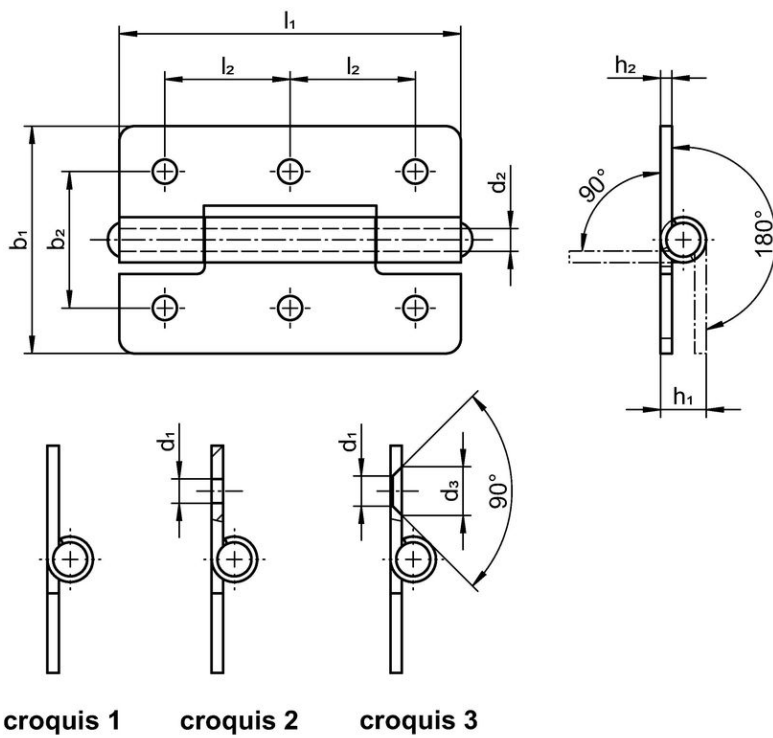 l₁
l₂ l₂
h₂
b₁
b₂
d₂
90°
180°
h₁
d₁
d₁
d₃
90°
croquis 1 croquis 2 croquis 3